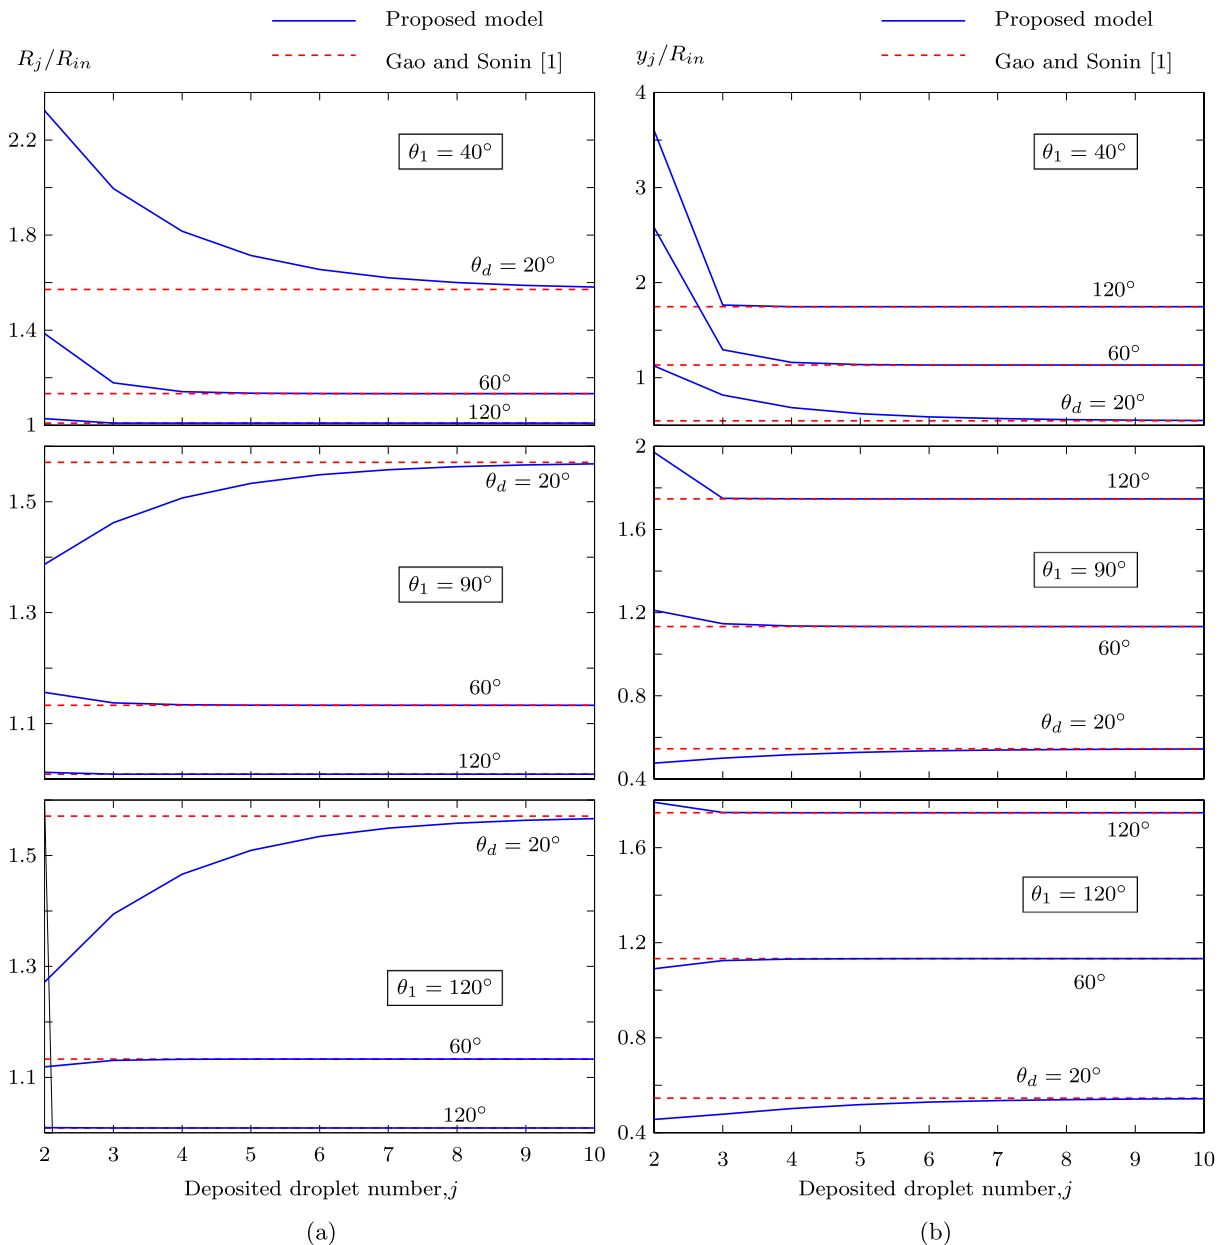 Proposed model
Gao and Sonin [1]
R_j/R_{in}
2.2
1.8
1.4
1
θ_1 = 40°
θ_d = 20°
60°
120°
1.5
1.3
1.1
θ_d = 20°
θ_1 = 90°
60°
120°
1.5
1.3
1.1
θ_d = 20°
θ_1 = 120°
60°
120°
2 3 4 5 6 7 8 9 10
Deposited droplet number,j
(a)
Proposed model
Gao and Sonin [1]
y_j/R_{in}
4
3
2
1
θ_1 = 40°
120°
60°
θ_d = 20°
2
1.6
1.2
0.8
0.4
120°
θ_1 = 90°
60°
θ_d = 20°
1.6
1.2
0.8
0.4
120°
θ_1 = 120°
60°
θ_d = 20°
2 3 4 5 6 7 8 9 10
Deposited droplet number,j
(b)